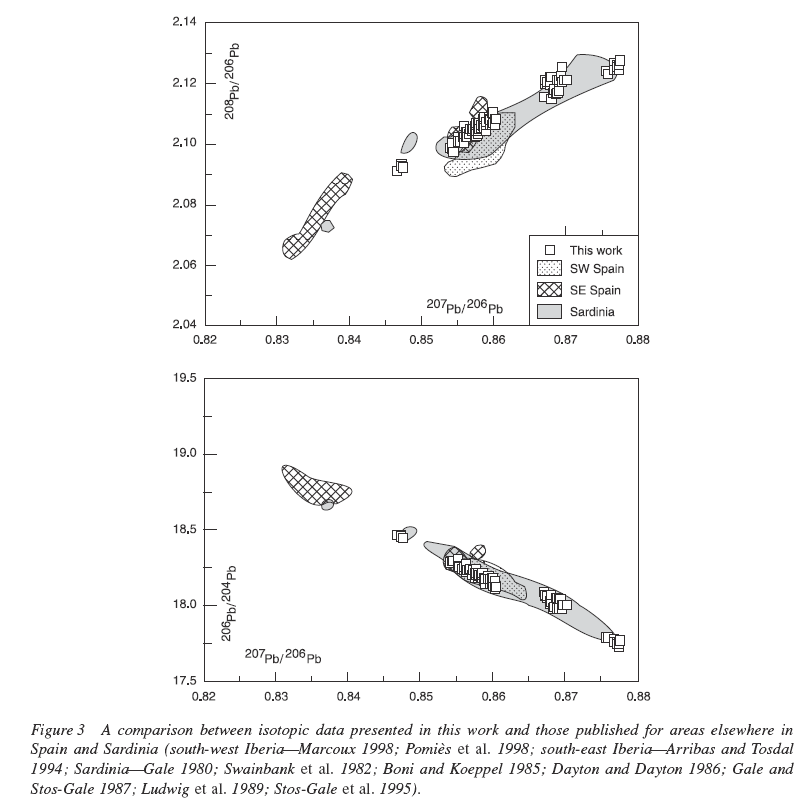 2.14
208Pb/206Pb
2.12
2.10
2.08
2.06
2.04
This work
SW Spain
SE Spain
Sardinia
207Pb/206Pb
0.82 0.83 0.84 0.85 0.86 0.87 0.88
19.5
19.0
18.5
18.0
17.5
206Pb/204Pb
207Pb/206Pb
0.82 0.83 0.84 0.85 0.86 0.87 0.88
Figure 3 A comparison between isotopic data presented in this work and those published for areas elsewhere in
Spain and Sardinia (south-west Iberia—Marcoux 1998; Pomiès et al. 1998; south-east Iberia—Arribas and Tosdal
1994; Sardinia—Gale 1980; Swainbank et al. 1982; Boni and Koeppel 1985; Dayton and Dayton 1986; Gale and
Stos-Gale 1987; Ludwig et al. 1989; Stos-Gale et al. 1995).